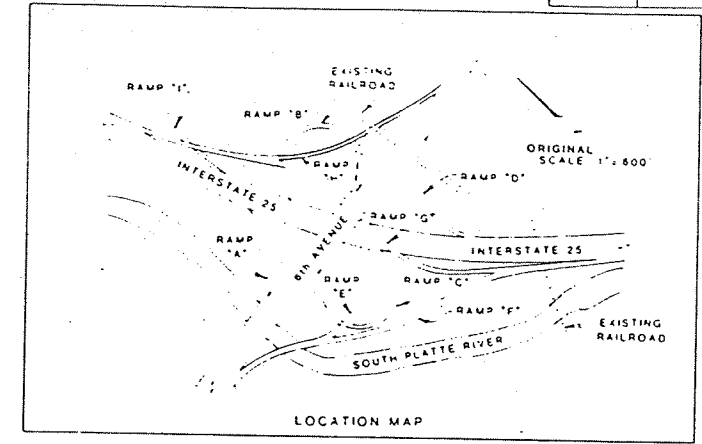 EXISTING
RAILROAD
RAMP "I"
RAMP "B"
ORIGINAL
SCALE 1"=600'
RAMP
RAMP "D"
INTERSTATE 25
RAMP "G"
6th AVENUE
RAMP
"A"
INTERSTATE 25
RAMP
"E"
RAMP "C"
RAMP "F"
EXISTING
RAILROAD
SOUTH PLATTE RIVER
LOCATION MAP